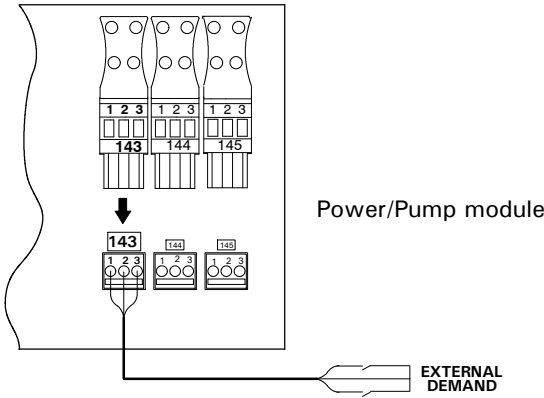 1 2 3 1 2 3 1 2 3
143 144 145
Power/Pump module
143 144 145
1 2 3 1 2 3 1 2 3
EXTERNAL
DEMAND